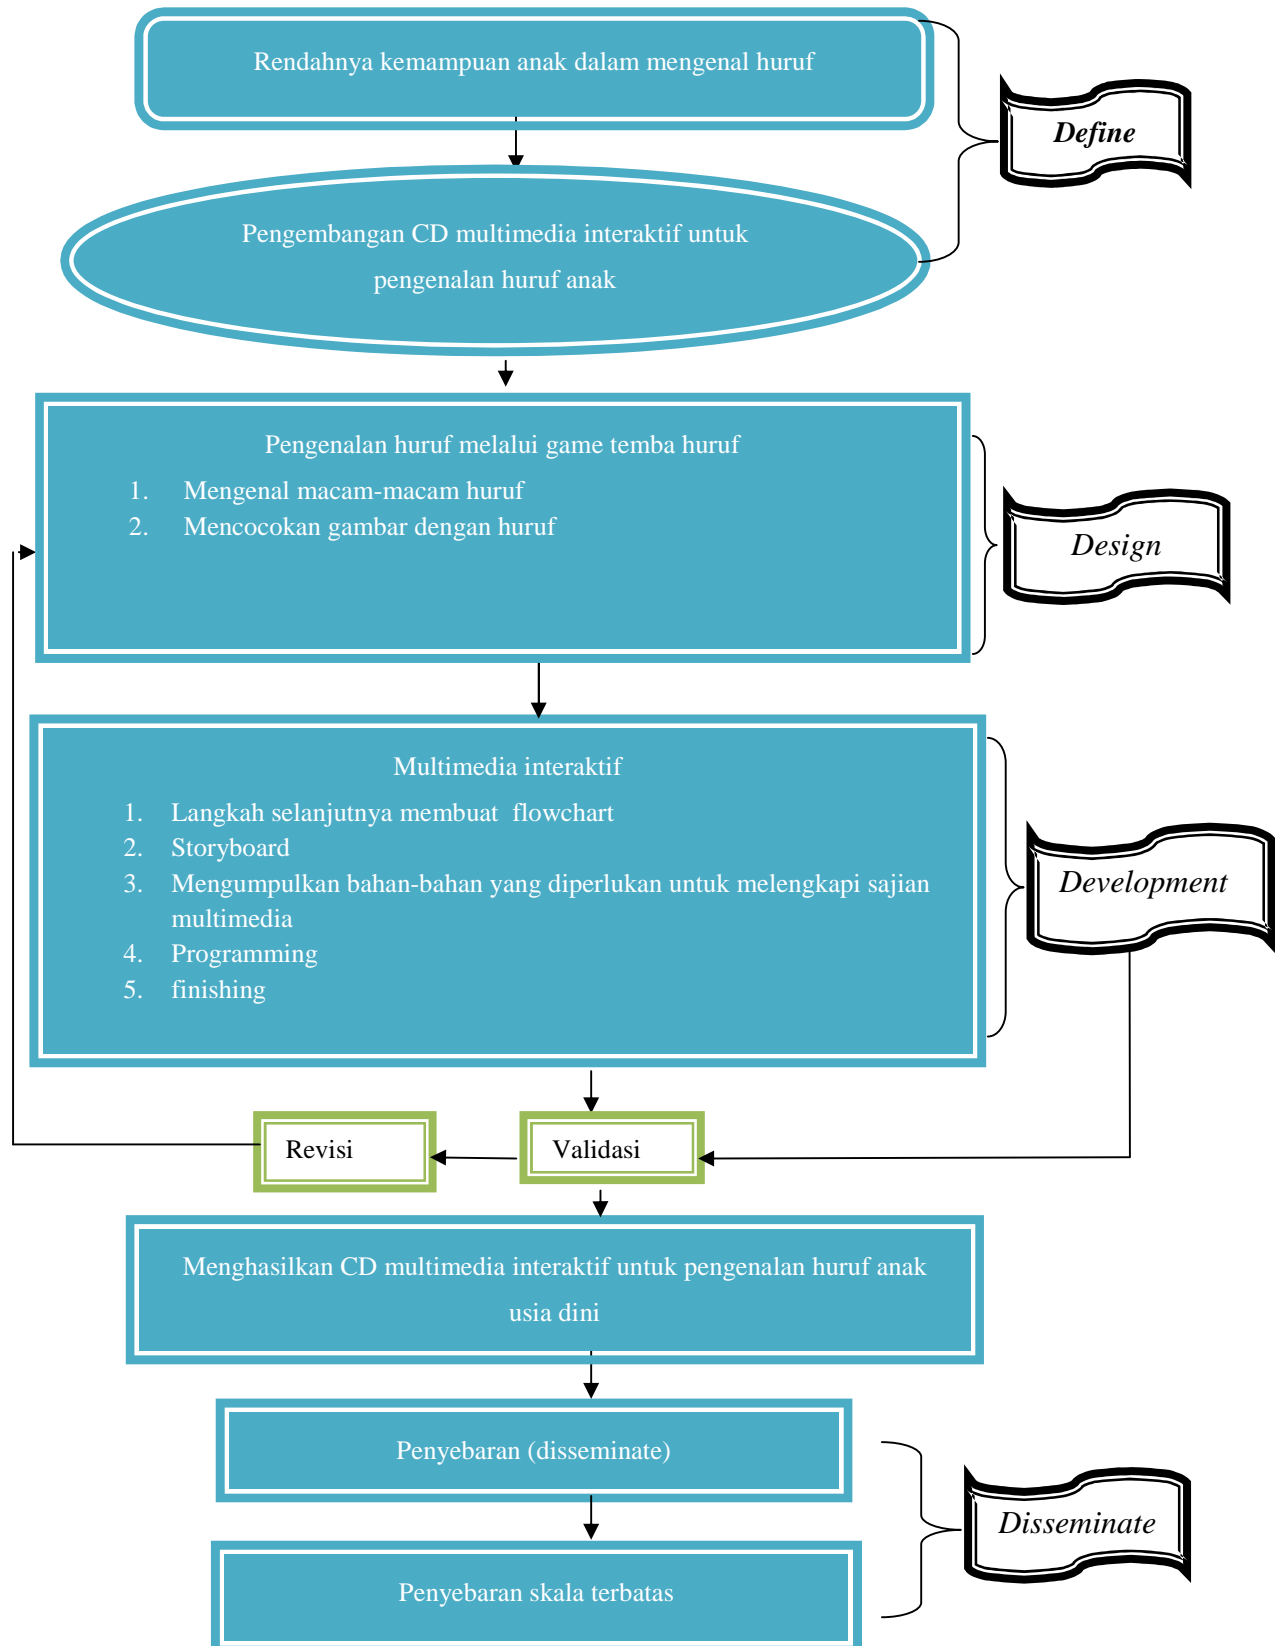 Rendahnya kemampuan anak dalam mengenal huruf
Define
Pengembangan CD multimedia interaktif untuk
pengenalan huruf anak
Pengenalan huruf melalui game temba huruf
1. Mengenal macam-macam huruf
2. Mencocokan gambar dengan huruf
Design
Multimedia interaktif
1. Langkah selanjutnya membuat flowchart
2. Storyboard
3. Mengumpulkan bahan-bahan yang diperlukan untuk melengkapi sajian
multimedia
4. Programming
5. finishing
Development
Revisi
Validasi
Menghasilkan CD multimedia interaktif untuk pengenalan huruf anak
usia dini
Penyebaran (disseminate)
Disseminate
Penyebaran skala terbatas